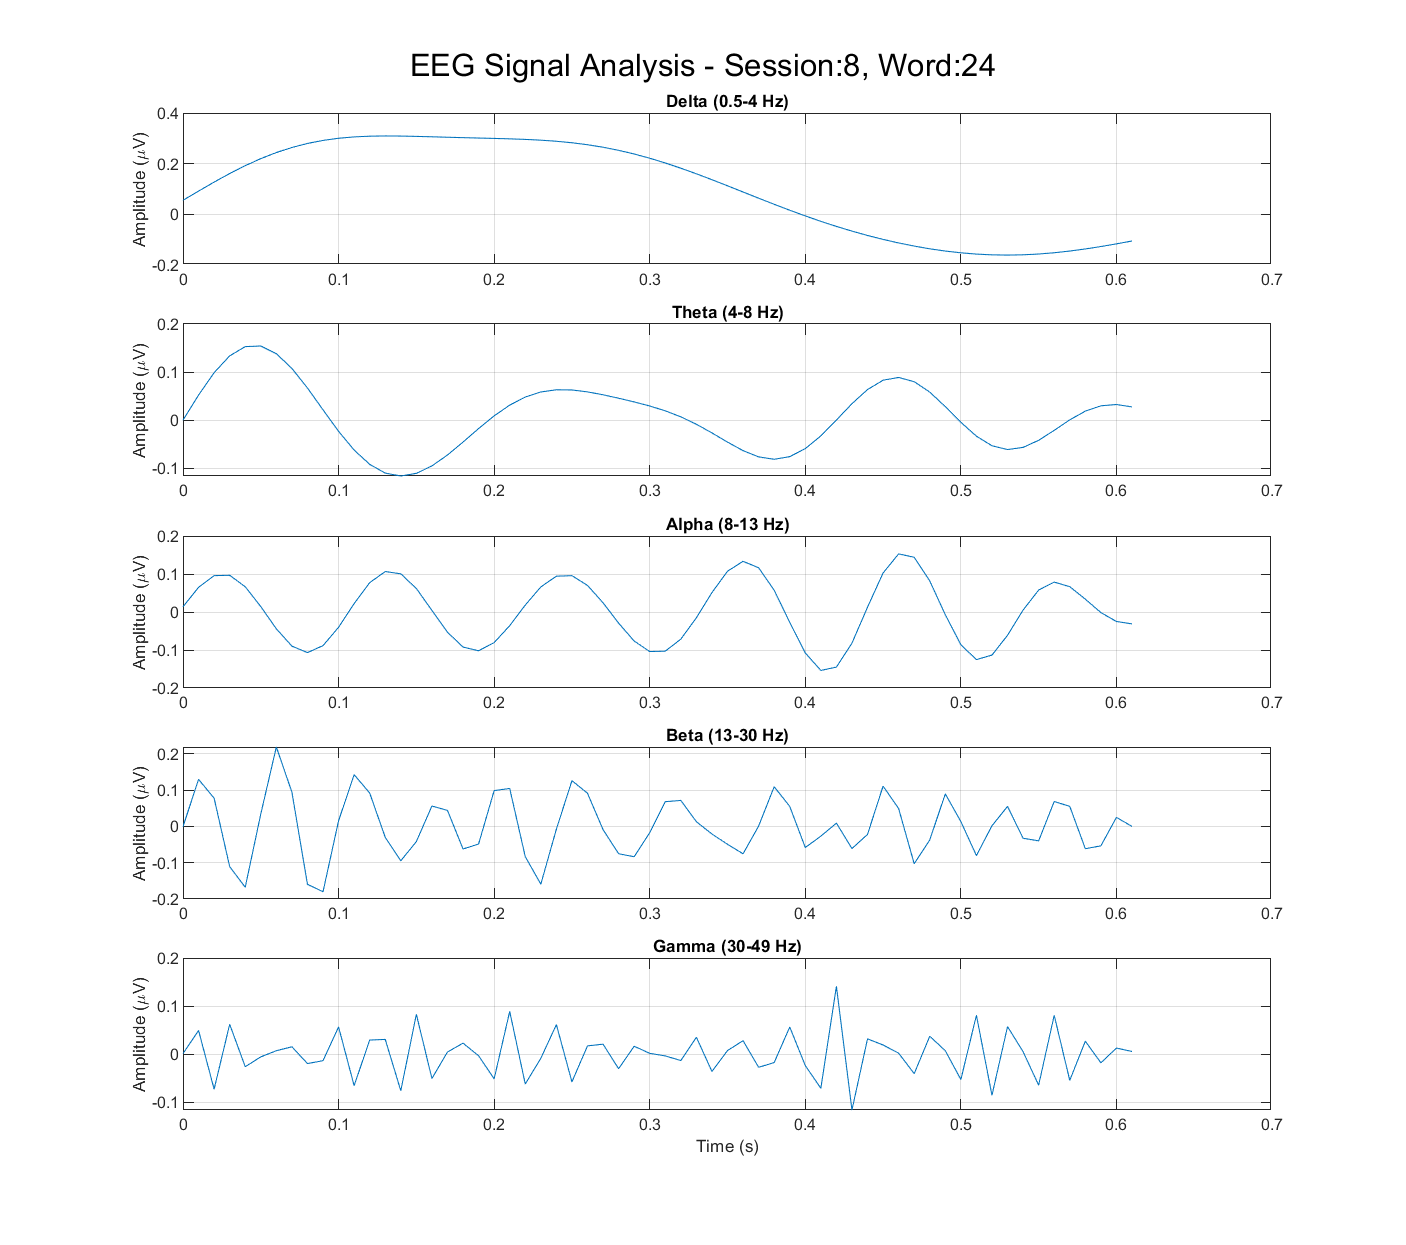 EEG Signal Analysis - Session:8, Word:24
Delta (0.5-4 Hz)
Amplitude (μV)
0.4
0.2
0
-0.2
0 0.1 0.2 0.3 0.4 0.5 0.6 0.7
Theta (4-8 Hz)
Amplitude (μV)
0.2
0.1
0
-0.1
0 0.1 0.2 0.3 0.4 0.5 0.6 0.7
Alpha (8-13 Hz)
Amplitude (μV)
0.2
0.1
0
-0.1
-0.2
0 0.1 0.2 0.3 0.4 0.5 0.6 0.7
Beta (13-30 Hz)
Amplitude (μV)
0.2
0.1
0
-0.1
-0.2
0 0.1 0.2 0.3 0.4 0.5 0.6 0.7
Gamma (30-49 Hz)
Amplitude (μV)
0.2
0.1
0
-0.1
0 0.1 0.2 0.3 0.4 0.5 0.6 0.7
Time (s)